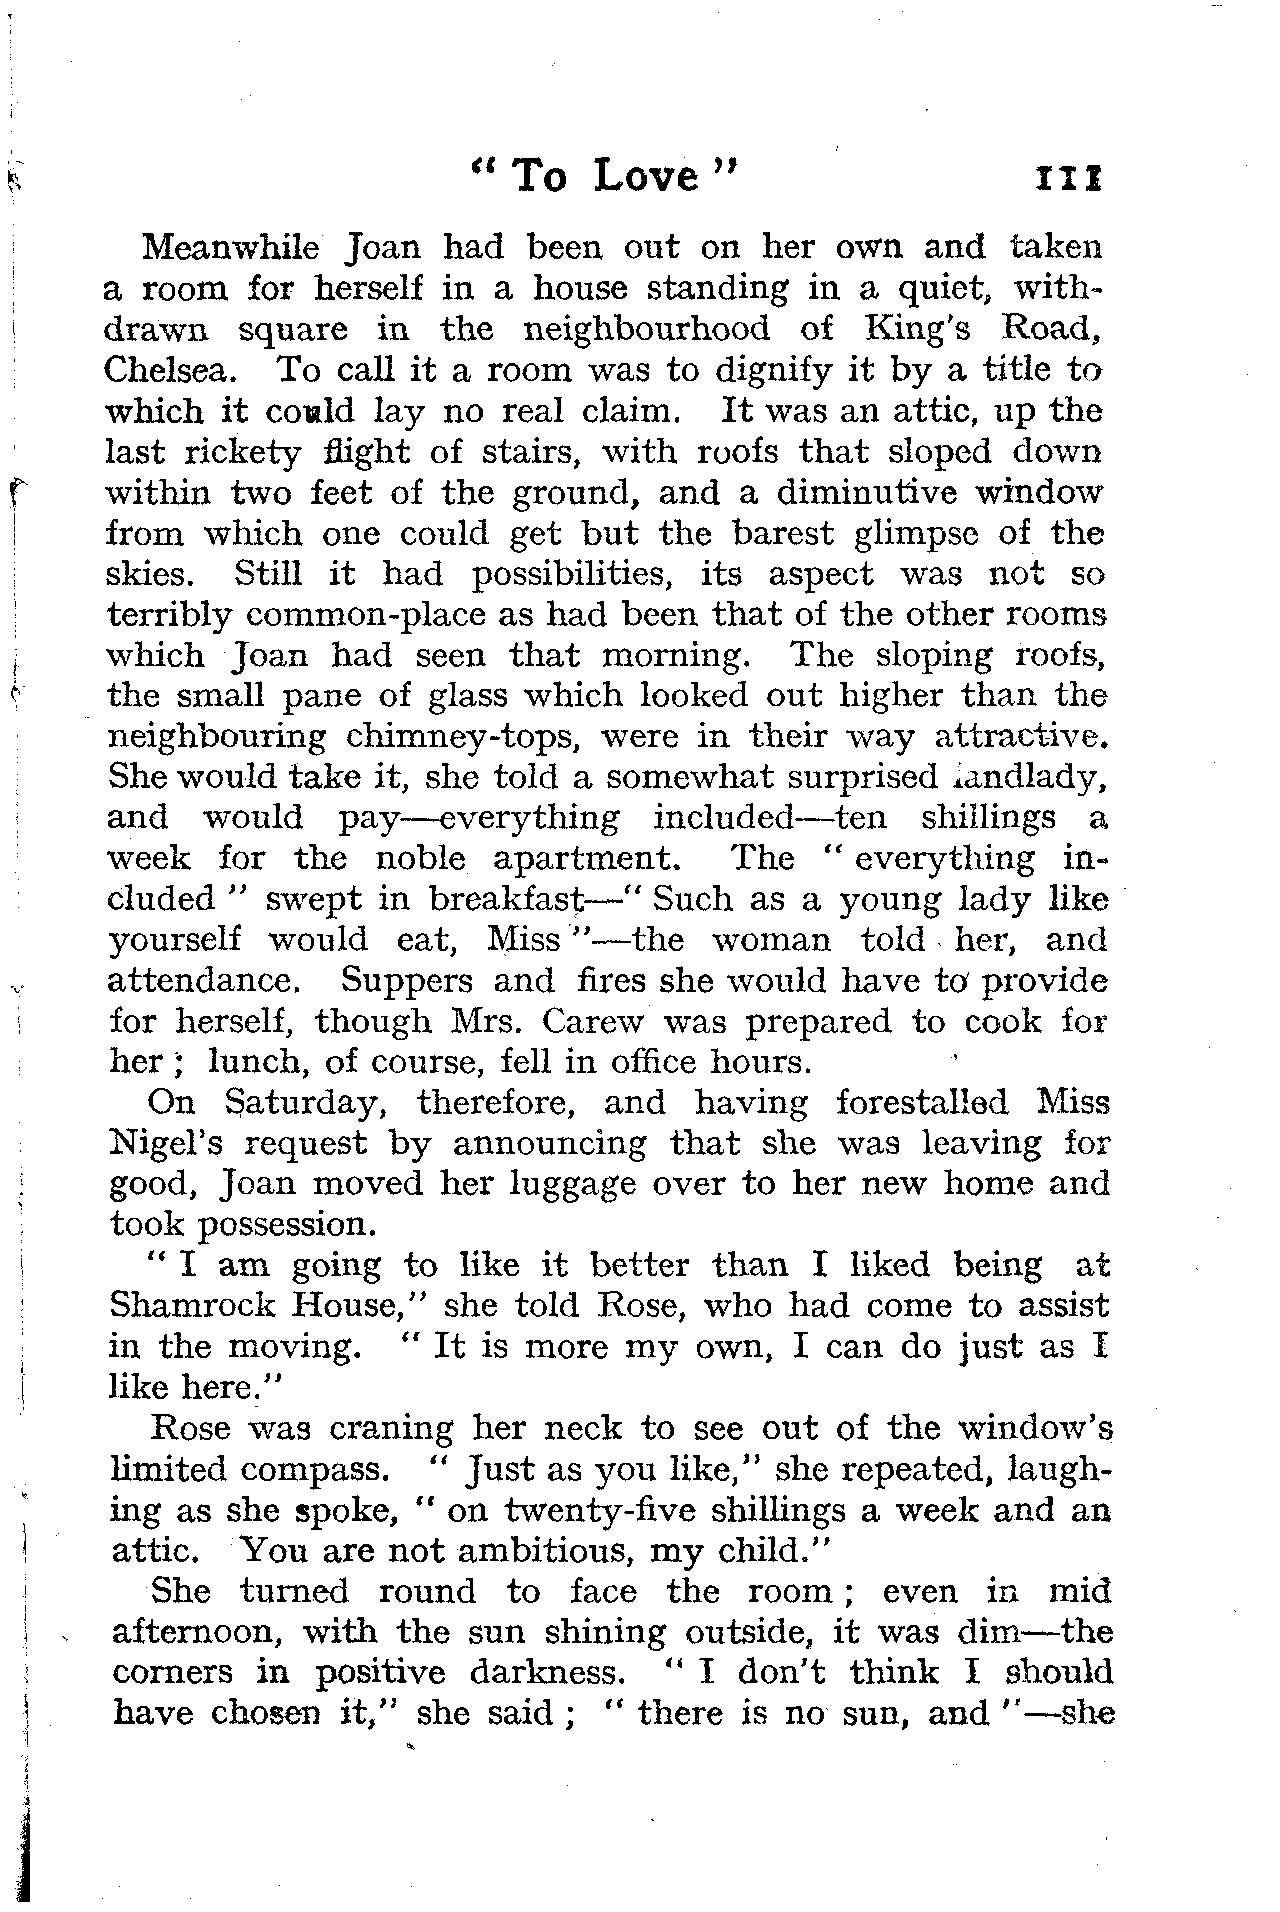 “ To Love ” 111
Meanwhile Joan had been out on her own and taken
a room for herself in a house standing in a quiet, with-
drawn square in the neighbourhood of King's Road,
Chelsea. To call it a room was to dignify it by a title to
which it could lay no real claim. It was an attic, up the
last rickety flight of stairs, with roofs that sloped down
within two feet of the ground, and a diminutive window
from which one could get but the barest glimpse of the
skies. Still it had possibilities, its aspect was not so
terribly common-place as had been that of the other rooms
which Joan had seen that morning. The sloping roofs,
the small pane of glass which looked out higher than the
neighbouring chimney-tops, were in their way attractive.
She would take it, she told a somewhat surprised landlady,
and would pay—everything included—ten shillings a
week for the noble apartment. The “ everything in-
cluded ” swept in breakfast—“ Such as a young lady like
yourself would eat, Miss ”—the woman told her, and
attendance. Suppers and fires she would have to provide
for herself, though Mrs. Carew was prepared to cook for
her ; lunch, of course, fell in office hours.
On Saturday, therefore, and having forestalled Miss
Nigel's request by announcing that she was leaving for
good, Joan moved her luggage over to her new home and
took possession.
“ I am going to like it better than I liked being at
Shamrock House,” she told Rose, who had come to assist
in the moving. “ It is more my own, I can do just as I
like here.”
Rose was craning her neck to see out of the window's
limited compass. “ Just as you like,” she repeated, laugh-
ing as she spoke, “ on twenty-five shillings a week and an
attic. You are not ambitious, my child.”
She turned round to face the room ; even in mid
afternoon, with the sun shining outside, it was dim—the
corners in positive darkness. “ I don't think I should
have chosen it,” she said ; “ there is no sun, and ”—she